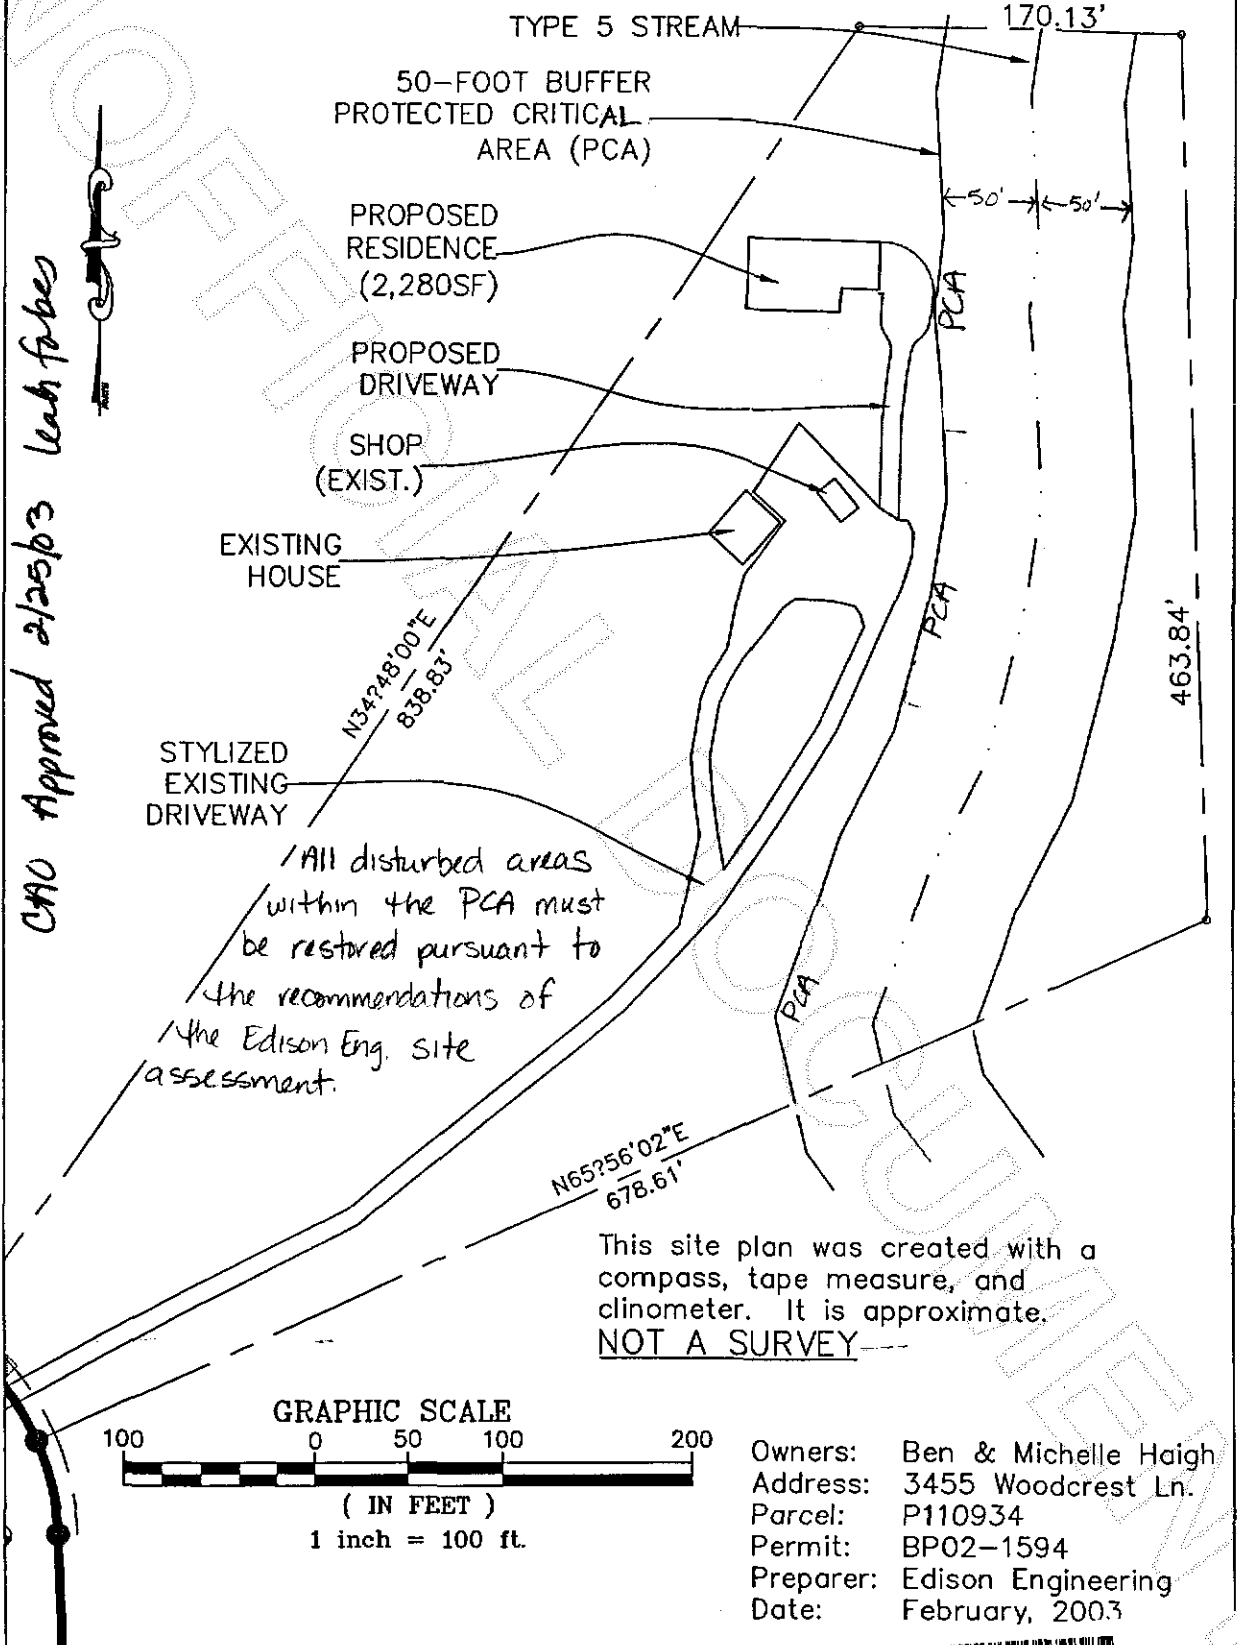 170.13'
TYPE 5 STREAM
50-FOOT BUFFER
PROTECTED CRITICAL
AREA (PCA)
50'
50'
PROPOSED
RESIDENCE
(2,280SF)
PCA
PROPOSED
DRIVEWAY
SHOP
(EXIST.)
EXISTING
HOUSE
PCA
463.84'
N34?48'00"E
838.83'
STYLIZED
EXISTING
DRIVEWAY
CAO Approved 2/25/03 leah forbes
All disturbed areas
within the PCA must
be restored pursuant to
the recommendations of
the Edison Eng. site
assessment.
PCA
N65?56'02"E
678.61'
This site plan was created with a
compass, tape measure, and
clinometer. It is approximate.
NOT A SURVEY
GRAPHIC SCALE
100 0 50 100 200
( IN FEET )
1 inch = 100 ft.
Owners: Ben & Michelle Haigh
Address: 3455 Woodcrest Ln.
Parcel: P110934
Permit: BP02-1594
Preparer: Edison Engineering
Date: February, 2003
UNOFFICIAL DOCUMENT